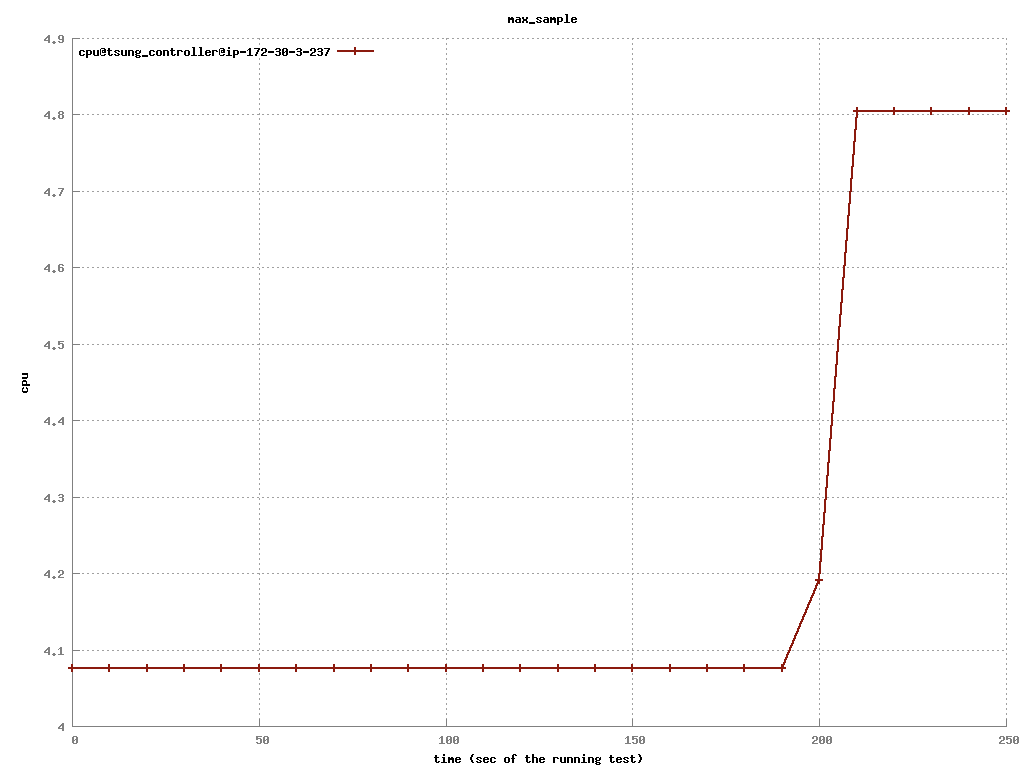 max_sample
4.9
cpu@tsung_controller@ip-172-30-3-237
4.8
4.7
4.6
4.5
cpu
4.4
4.3
4.2
4.1
4
0 50 100 150 200 250
time (sec of the running test)